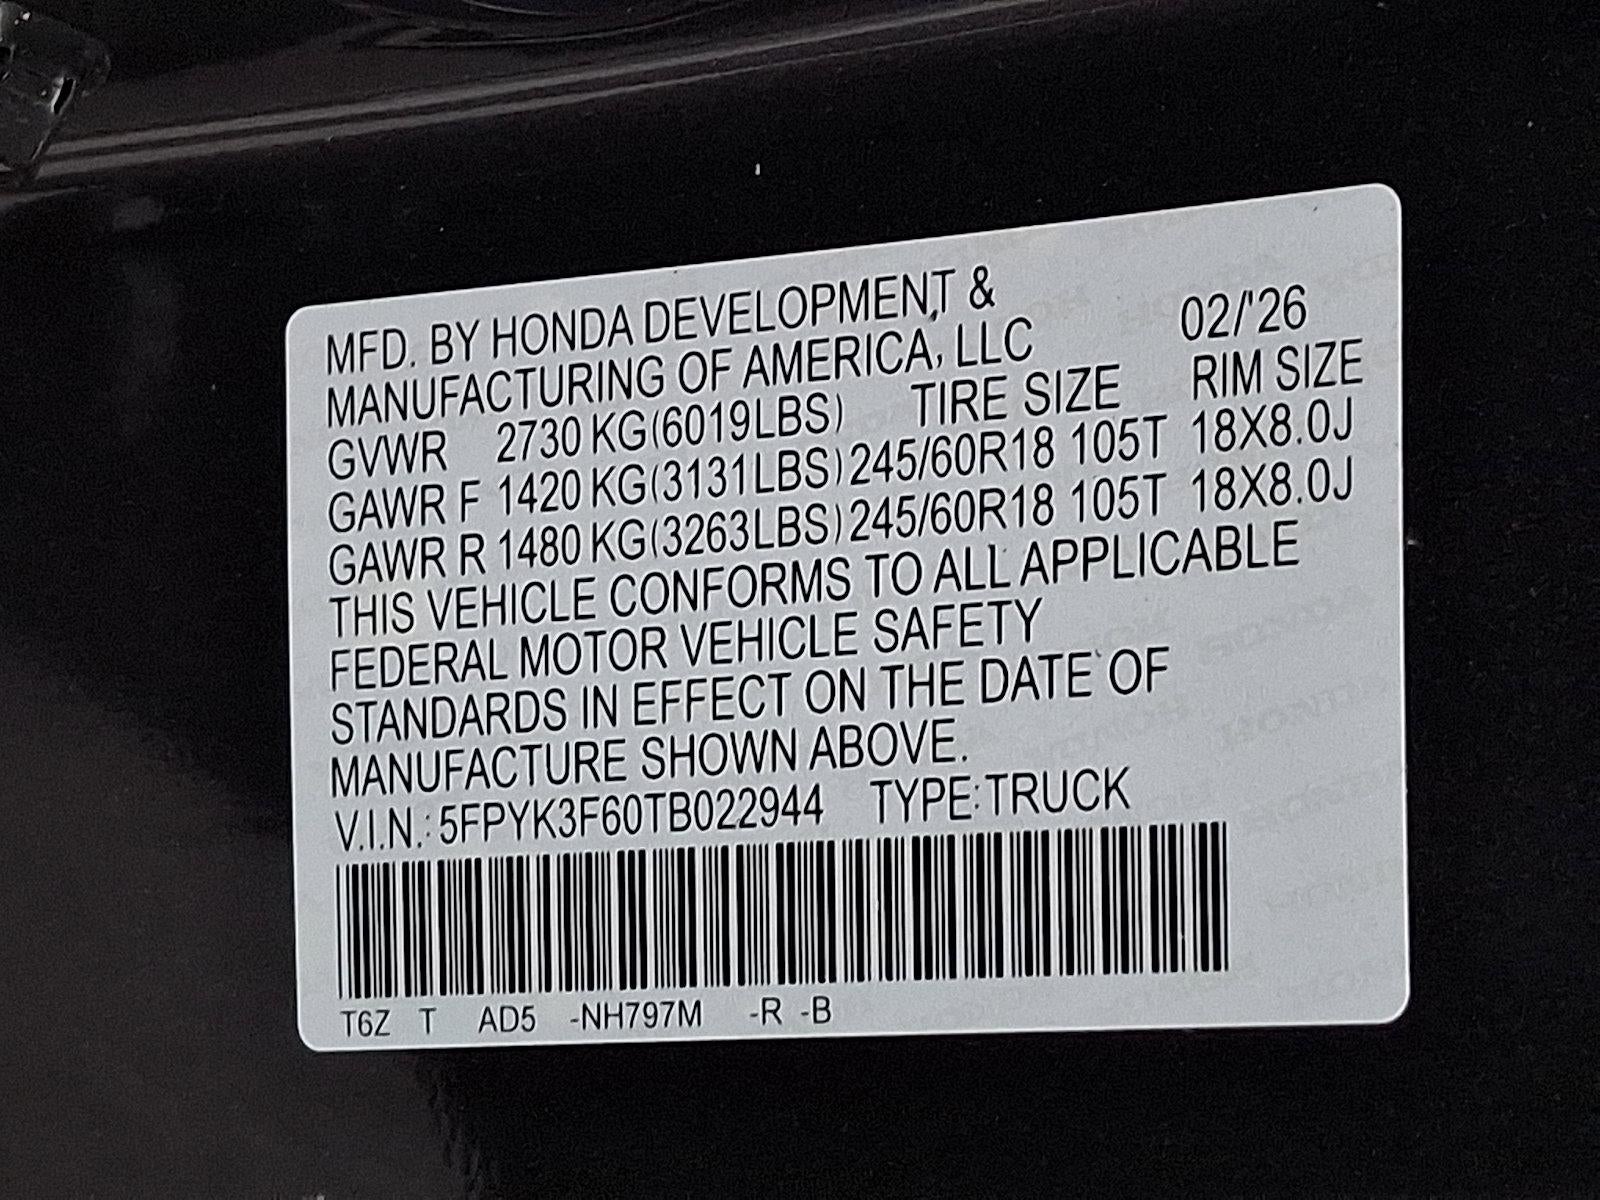 MFD. BY HONDA DEVELOPMENT &
MANUFACTURING OF AMERICA, LLC 02/'26
GVWR 2730 KG(6019LBS) TIRE SIZE RIM SIZE
GAWR F 1420 KG(3131LBS) 245/60R18 105T 18X8.0J
GAWR R 1480 KG(3263LBS) 245/60R18 105T 18X8.0J
THIS VEHICLE CONFORMS TO ALL APPLICABLE
FEDERAL MOTOR VEHICLE SAFETY
STANDARDS IN EFFECT ON THE DATE OF
MANUFACTURE SHOWN ABOVE.
V.I.N.: 5FPYK3F60TB022944 TYPE: TRUCK
T6Z T AD5 -NH797M -R -B